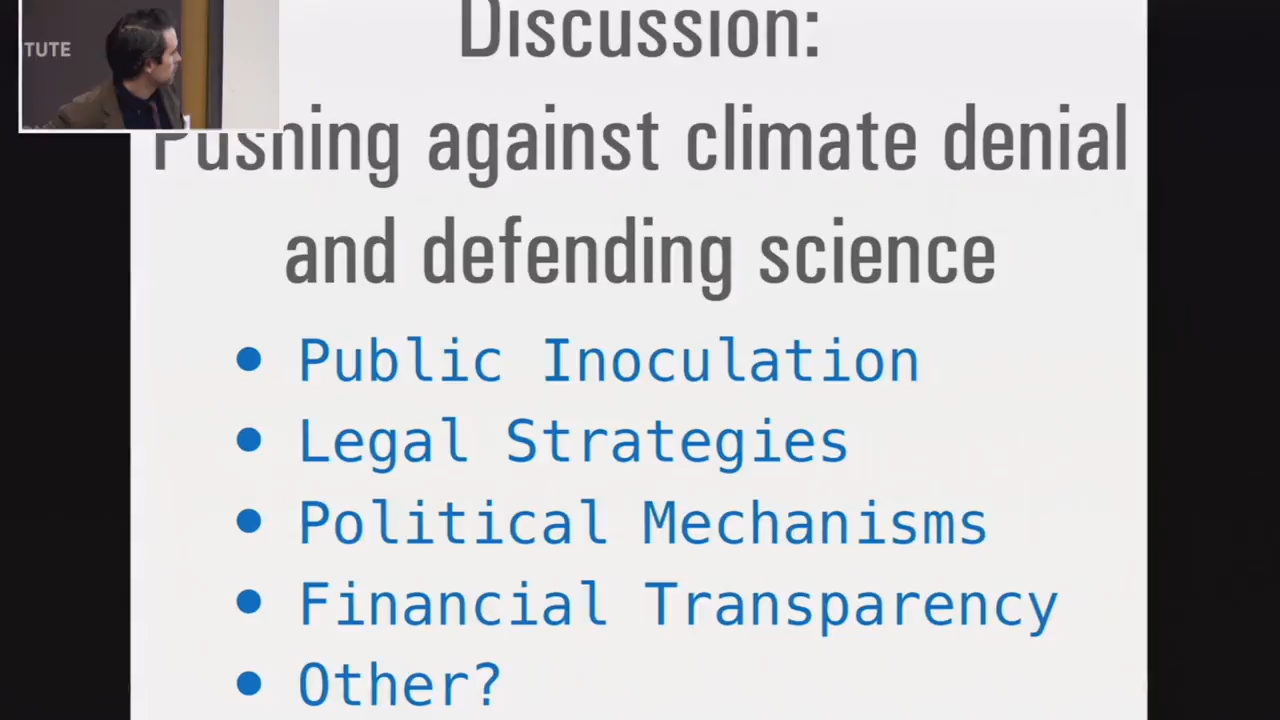 TUTE
Discussion:
Pushing against climate denial
and defending science
• Public Inoculation
• Legal Strategies
• Political Mechanisms
• Financial Transparency
• Other?